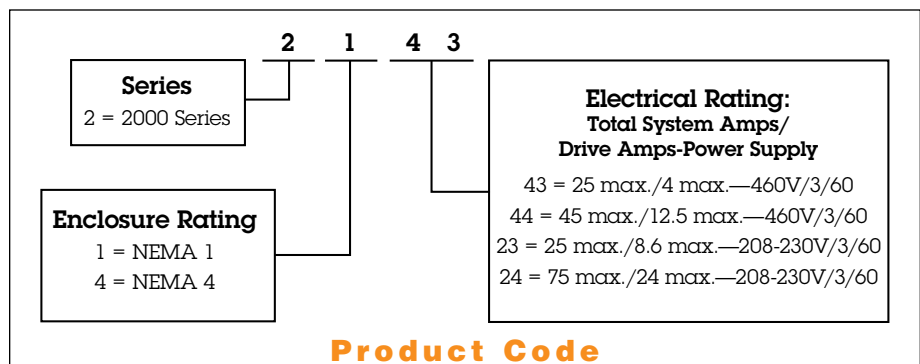 2 1 4 3
Series
2 = 2000 Series
Enclosure Rating
1 = NEMA 1
4 = NEMA 4
Electrical Rating:
Total System Amps/
Drive Amps-Power Supply
43 = 25 max./4 max.—460V/3/60
44 = 45 max./12.5 max.—460V/3/60
23 = 25 max./8.6 max.—208-230V/3/60
24 = 75 max./24 max.—208-230V/3/60
Product Code